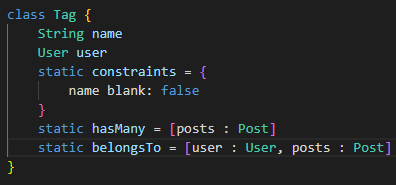 class Tag {
    String name
    User user
    static constraints = {
        name blank: false
    }
    static hasMany = [posts : Post]
    static belongsTo = [user : User, posts : Post]
}